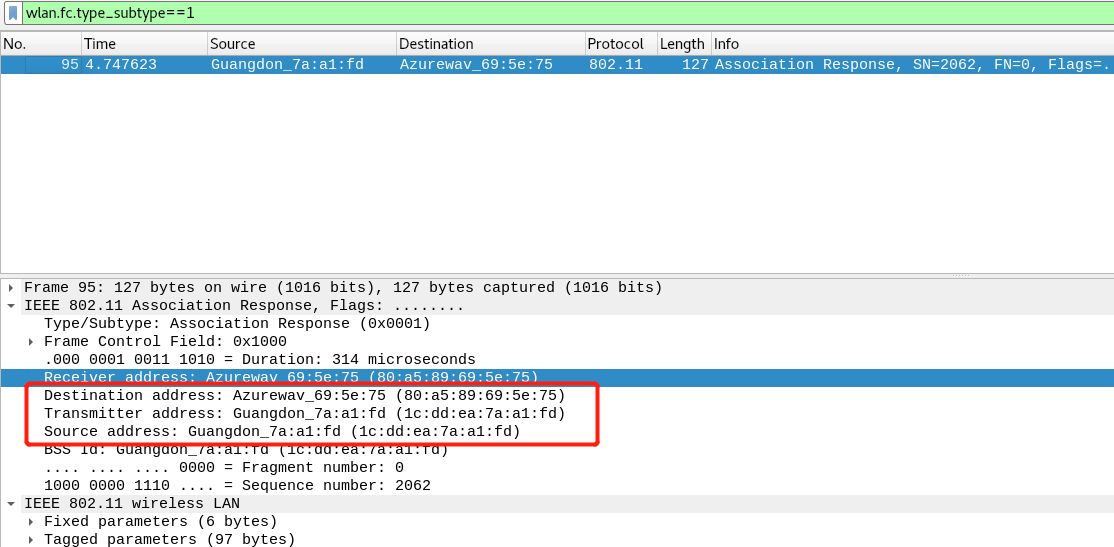 wlan.fc.type_subtype==1
No. Time Source Destination Protocol Length Info
95 4.747623 Guangdon_7a:a1:fd Azurewav_69:5e:75 802.11 127 Association Response, SN=2062, FN=0, Flags=.
Frame 95: 127 bytes on wire (1016 bits), 127 bytes captured (1016 bits)
IEEE 802.11 Association Response, Flags: ........
Type/Subtype: Association Response (0x0001)
Frame Control Field: 0x1000
.000 0001 0011 1010 = Duration: 314 microseconds
Receiver address: Azurewav_69:5e:75 (80:a5:89:69:5e:75)
Destination address: Azurewav_69:5e:75 (80:a5:89:69:5e:75)
Transmitter address: Guangdon_7a:a1:fd (1c:dd:ea:7a:a1:fd)
Source address: Guangdon_7a:a1:fd (1c:dd:ea:7a:a1:fd)
BSS Id: Guangdon_7a:a1:fd (1c:dd:ea:7a:a1:fd)
.... .... .... 0000 = Fragment number: 0
1000 0000 1110 .... = Sequence number: 2062
IEEE 802.11 wireless LAN
Fixed parameters (6 bytes)
Tagged parameters (97 bytes)